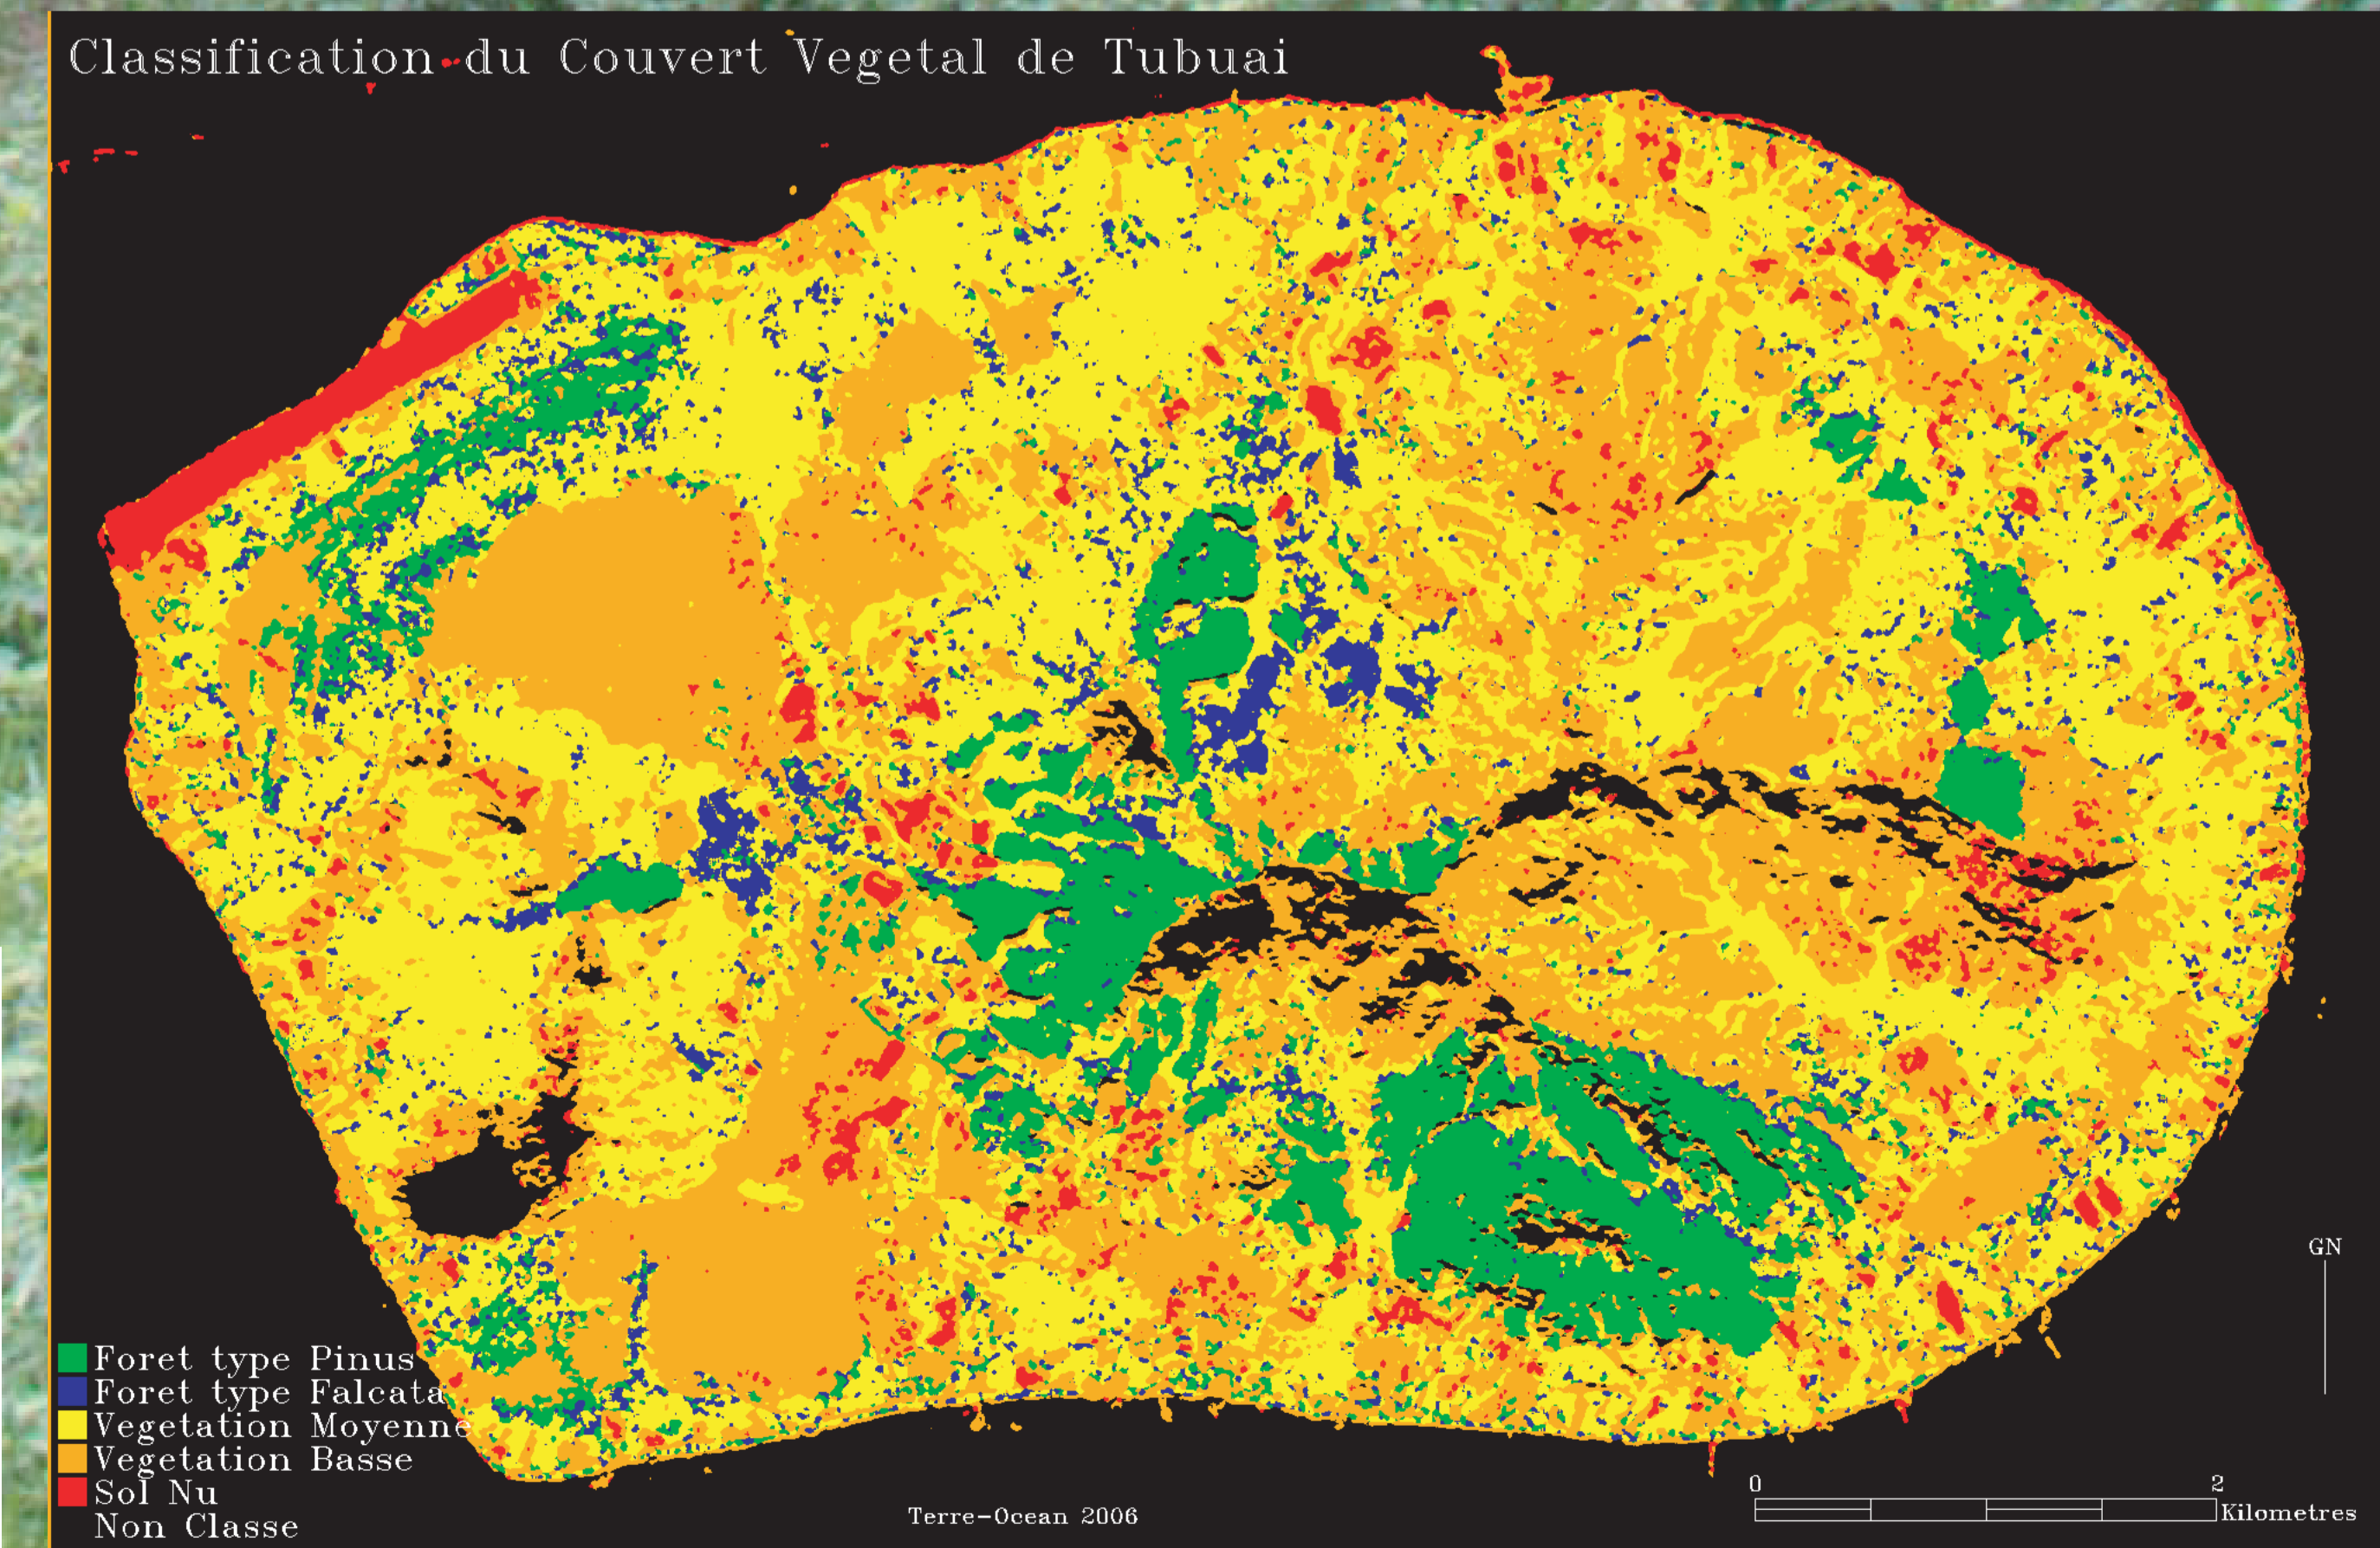 Classification du Couvert Vegetal de Tubuai
GN
Foret type Pinus
Foret type Falcata
Vegetation Moyenne
Vegetation Basse
Sol Nu
Non Classe
Terre-Ocean 2006
0 2
Kilometres